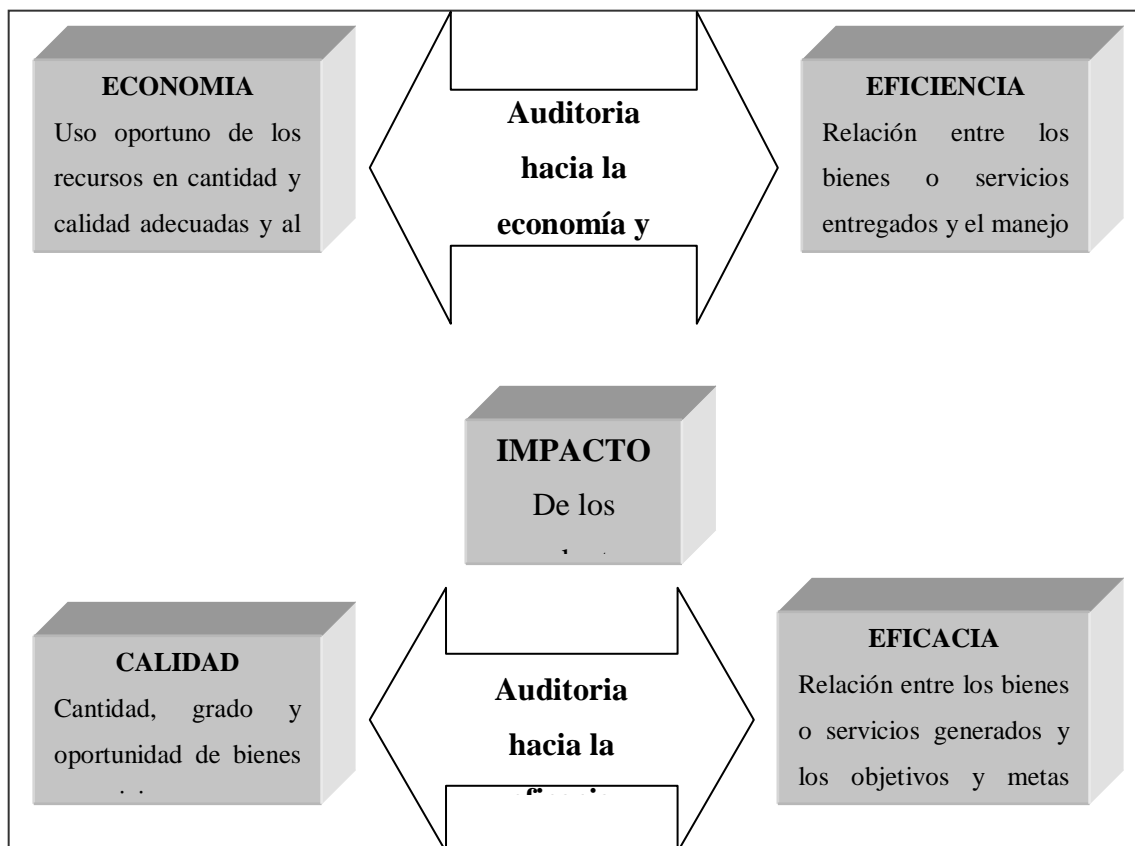 ECONOMIA
Uso oportuno de los
recursos en cantidad y
calidad adecuadas y al
Auditoria
hacia la
economía y
EFICIENCIA
Relación entre los
bienes o servicios
entregados y el manejo
IMPACTO
De los
CALIDAD
Cantidad, grado y
oportunidad de bienes
Auditoria
hacia la
EFICACIA
Relación entre los bienes
o servicios generados y
los objetivos y metas